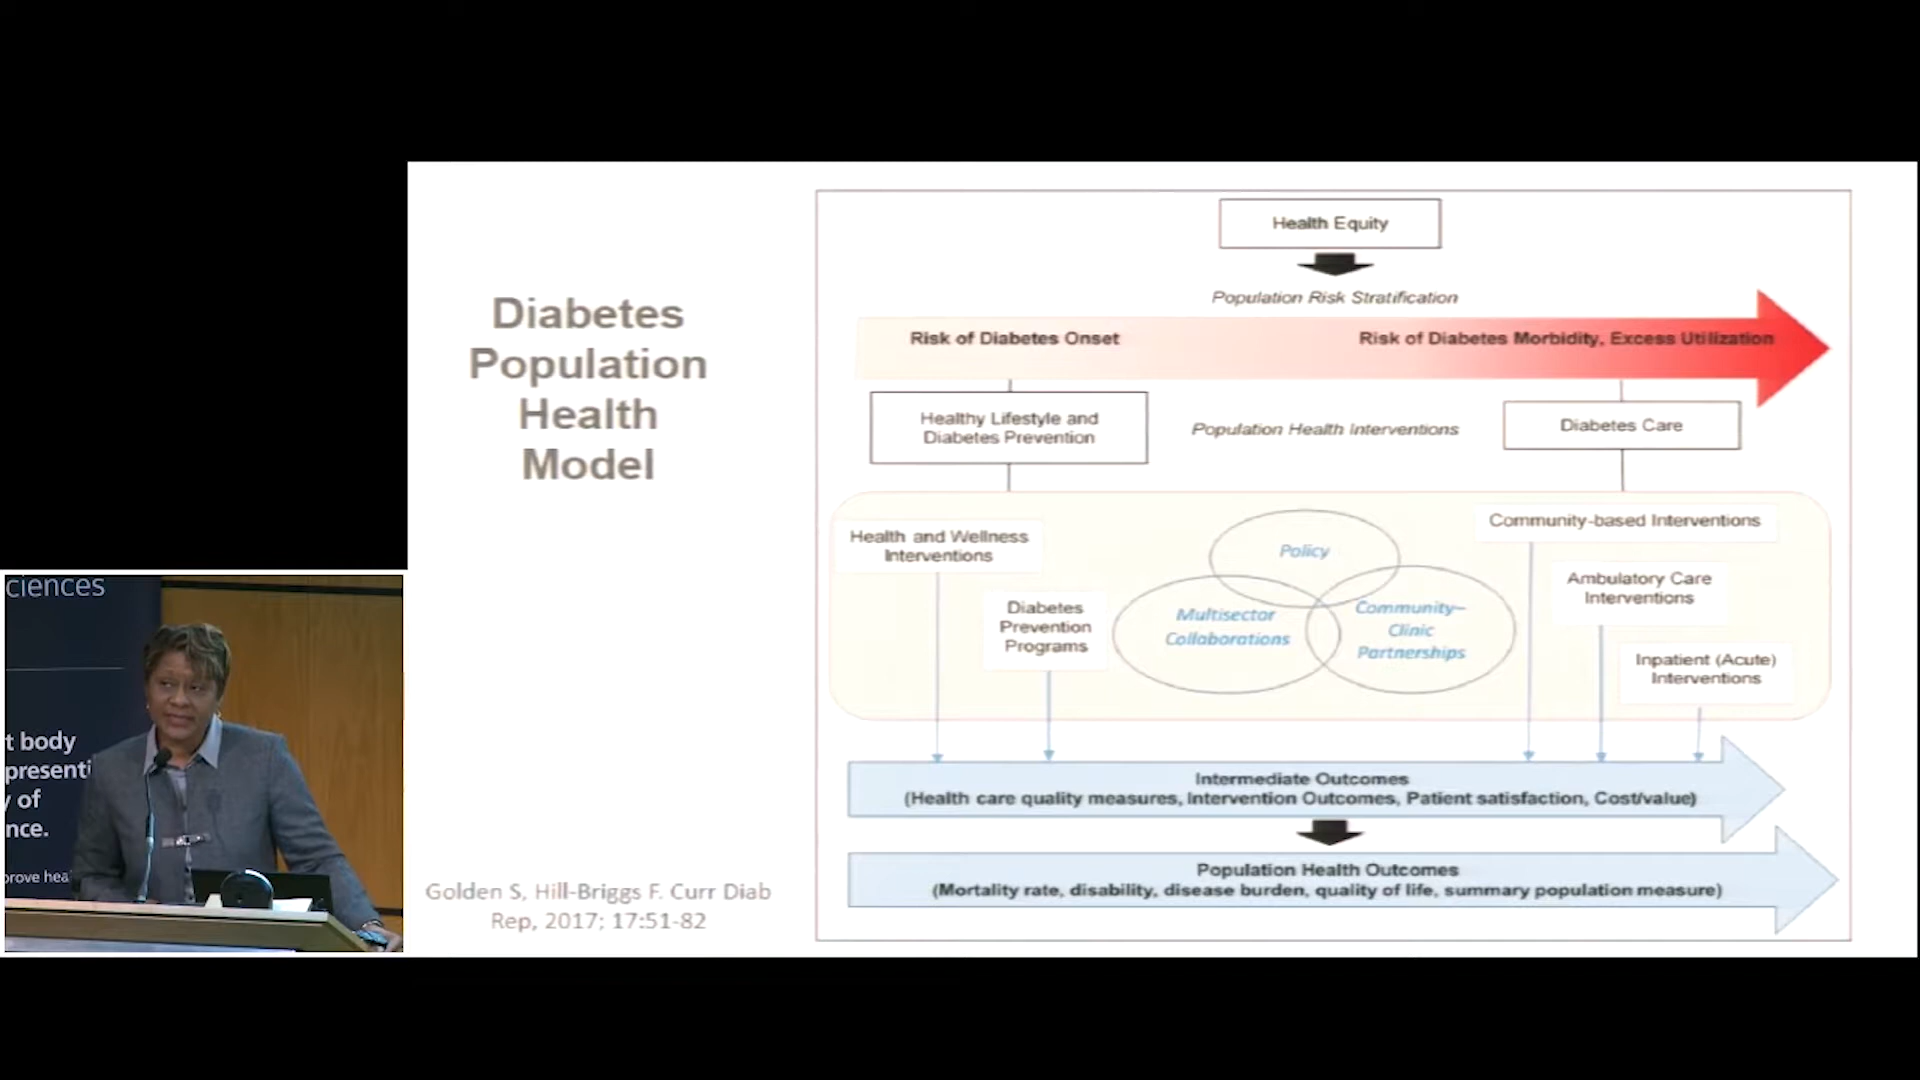 Diabetes
Population
Health
Model
Golden S, Hill-Briggs F. Curr Diab
Rep, 2017; 17:51-82
Health Equity
Population Risk Stratification
Risk of Diabetes Onset
Risk of Diabetes Morbidity, Excess Utilization
Healthy Lifestyle and
Diabetes Prevention
Population Health Interventions
Diabetes Care
Health and Wellness
Interventions
Diabetes
Prevention
Programs
Policy
Multisector
Collaborations
Community–
Clinic
Partnerships
Community-based Interventions
Ambulatory Care
Interventions
Inpatient (Acute)
Interventions
Intermediate Outcomes
(Health care quality measures, Intervention Outcomes, Patient satisfaction, Cost/value)
Population Health Outcomes
(Mortality rate, disability, disease burden, quality of life, summary population measure)
ciences
t body
presenti
of
nce.
prove hea